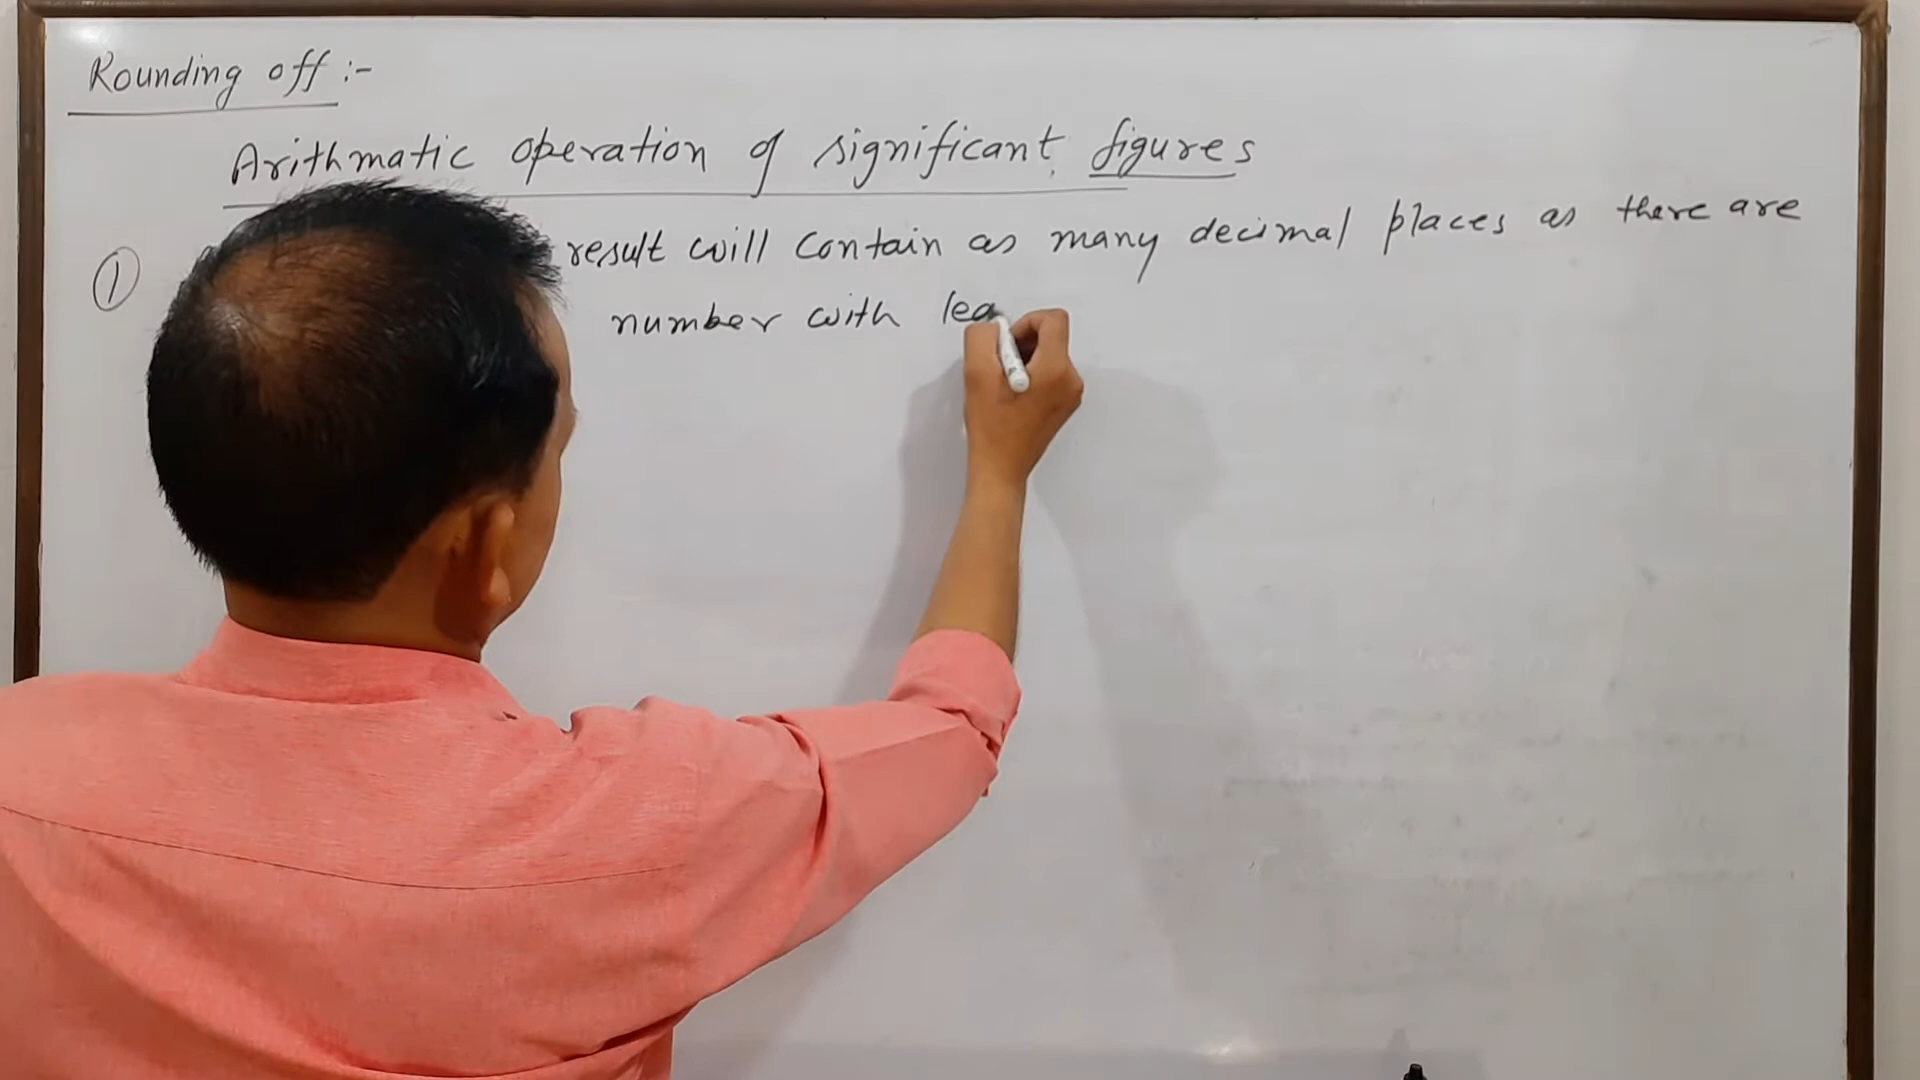 Rounding off :-
Arithmatic operation of significant figures
① result will contain as many decimal places as there are
number with lea